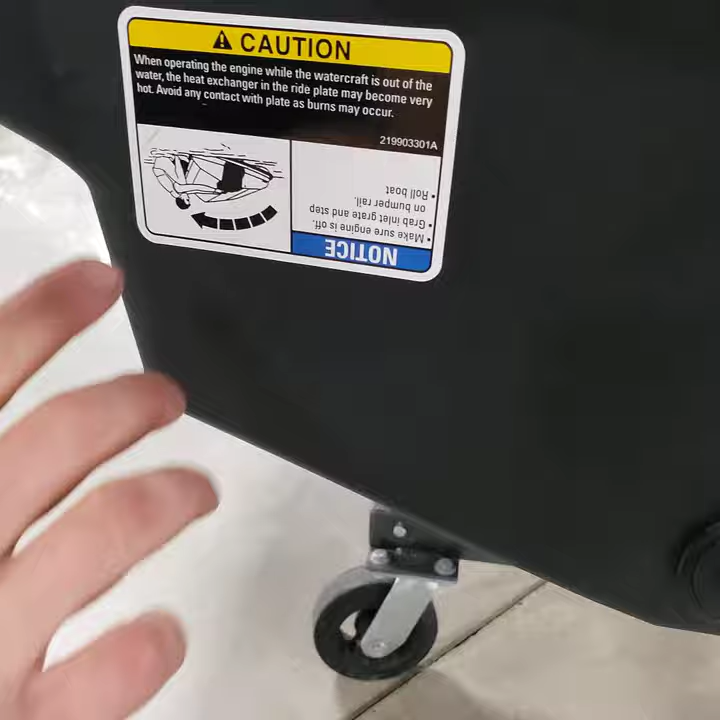 ⚠ CAUTION
When operating the engine while the watercraft is out of the
water, the heat exchanger in the ride plate may become very
hot. Avoid any contact with plate as burns may occur.
219903301A
NOTICE
• Make sure engine is off.
• Grab inlet grate and step
on bumper rail.
• Roll boat